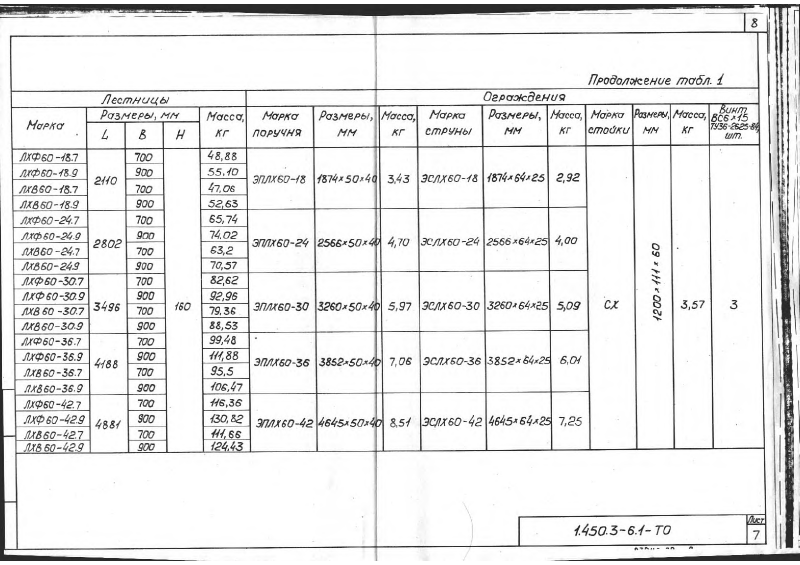 8
Продолжение табл. 1
Лестницы Ограждения
Марка Размеры, мм Масса, кг Марка поручня Размеры, мм Масса, кг Марка струны Размеры, мм Масса, кг Марка стойки Размеры, мм Масса, кг Винт ВС6×15 ТУ36-2625-84, шт.
L B H
ЛХФ60-18.7 2110 700 160 48,88 ЭПЛХ60-18 1874×50×40 3,43 ЭСЛХ60-18 1874×64×25 2,92 СХ 1200×111×60 3,57 3
ЛХФ60-18.9 900 55,10
ЛХВ60-18.7 700 47,06
ЛХВ60-18.9 900 52,63
ЛХФ60-24.7 2802 700 65,74 ЭПЛХ60-24 2566×50×40 4,70 ЭСЛХ60-24 2566×64×25 4,00
ЛХФ60-24.9 900 74,02
ЛХВ60-24.7 700 63,2
ЛХВ60-24.9 900 70,57
ЛХФ60-30.7 3496 700 82,62 ЭПЛХ60-30 3260×50×40 5,97 ЭСЛХ60-30 3260×64×25 5,09
ЛХФ60-30.9 900 92,96
ЛХВ60-30.7 700 79,36
ЛХВ60-30.9 900 88,53
ЛХФ60-36.7 4188 700 99,48 ЭПЛХ60-36 3852×50×40 7,06 ЭСЛХ60-36 3852×64×25 6,01
ЛХФ60-36.9 900 111,88
ЛХВ60-36.7 700 95,5
ЛХВ60-36.9 900 106,47
ЛХФ60-42.7 4881 700 116,36 ЭПЛХ60-42 4645×50×40 8,51 ЭСЛХ60-42 4645×64×25 7,25
ЛХФ60-42.9 900 130,82
ЛХВ60-42.7 700 111,66
ЛХВ60-42.9 900 124,43
1.450.3-6.1-ТО
Лист
7